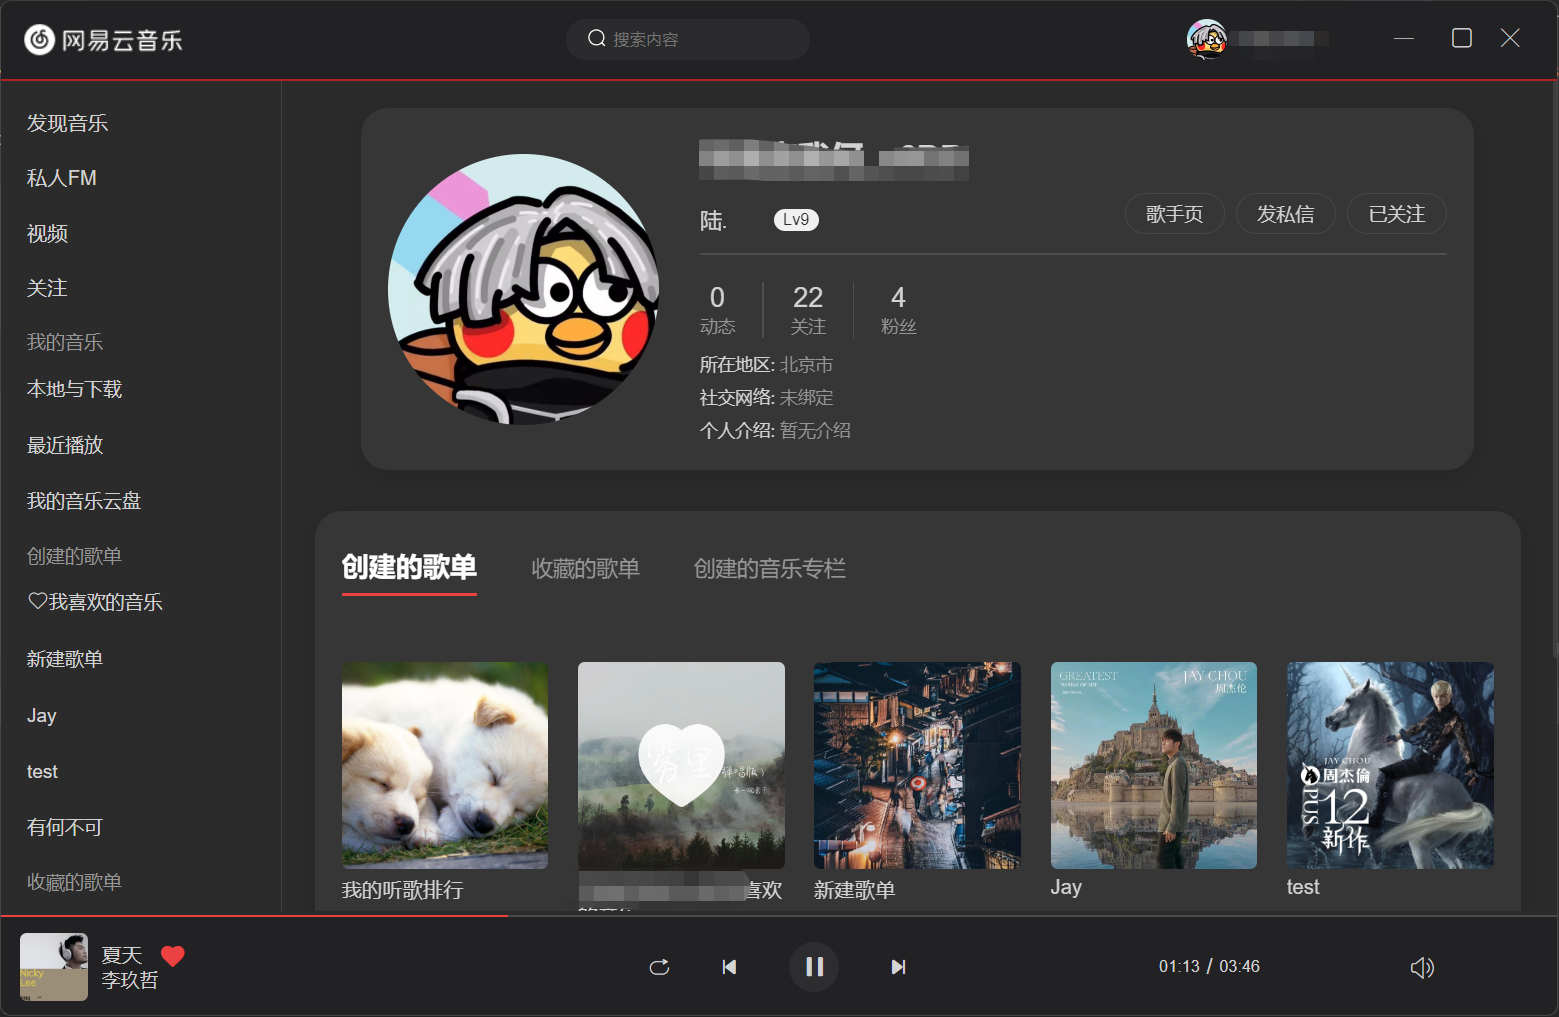 网易云音乐
搜索内容
发现音乐
私人FM
视频
关注
我的音乐
本地与下载
最近播放
我的音乐云盘
创建的歌单
我喜欢的音乐
新建歌单
Jay
test
有何不可
收藏的歌单
陆.
Lv9
歌手页
发私信
已关注
0
22
4
动态
关注
粉丝
所在地区: 北京市
社交网络: 未绑定
个人介绍: 暂无介绍
创建的歌单
收藏的歌单
创建的音乐专栏
雾里
GREATEST
WORKS OF ART
JAY CHOU
周杰伦
JAY CHOU
周杰倫
OPUS
12
新作
我的听歌排行
喜欢
新建歌单
Jay
test
Nicky
Lee
夏天
李玖哲
01:13 / 03:46